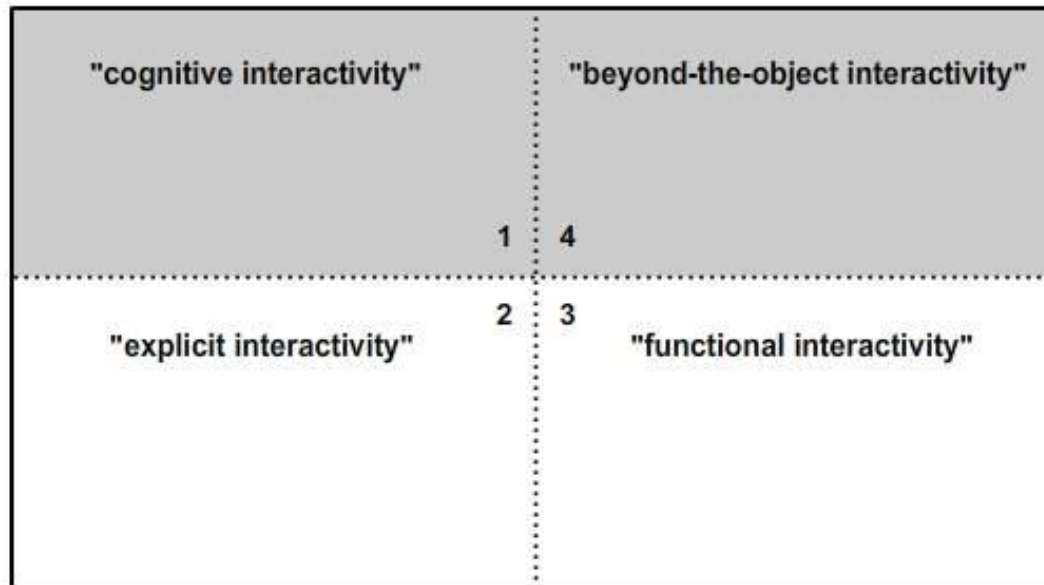 "cognitive interactivity" "beyond-the-object interactivity"
1 4
2 3
"explicit interactivity" "functional interactivity"